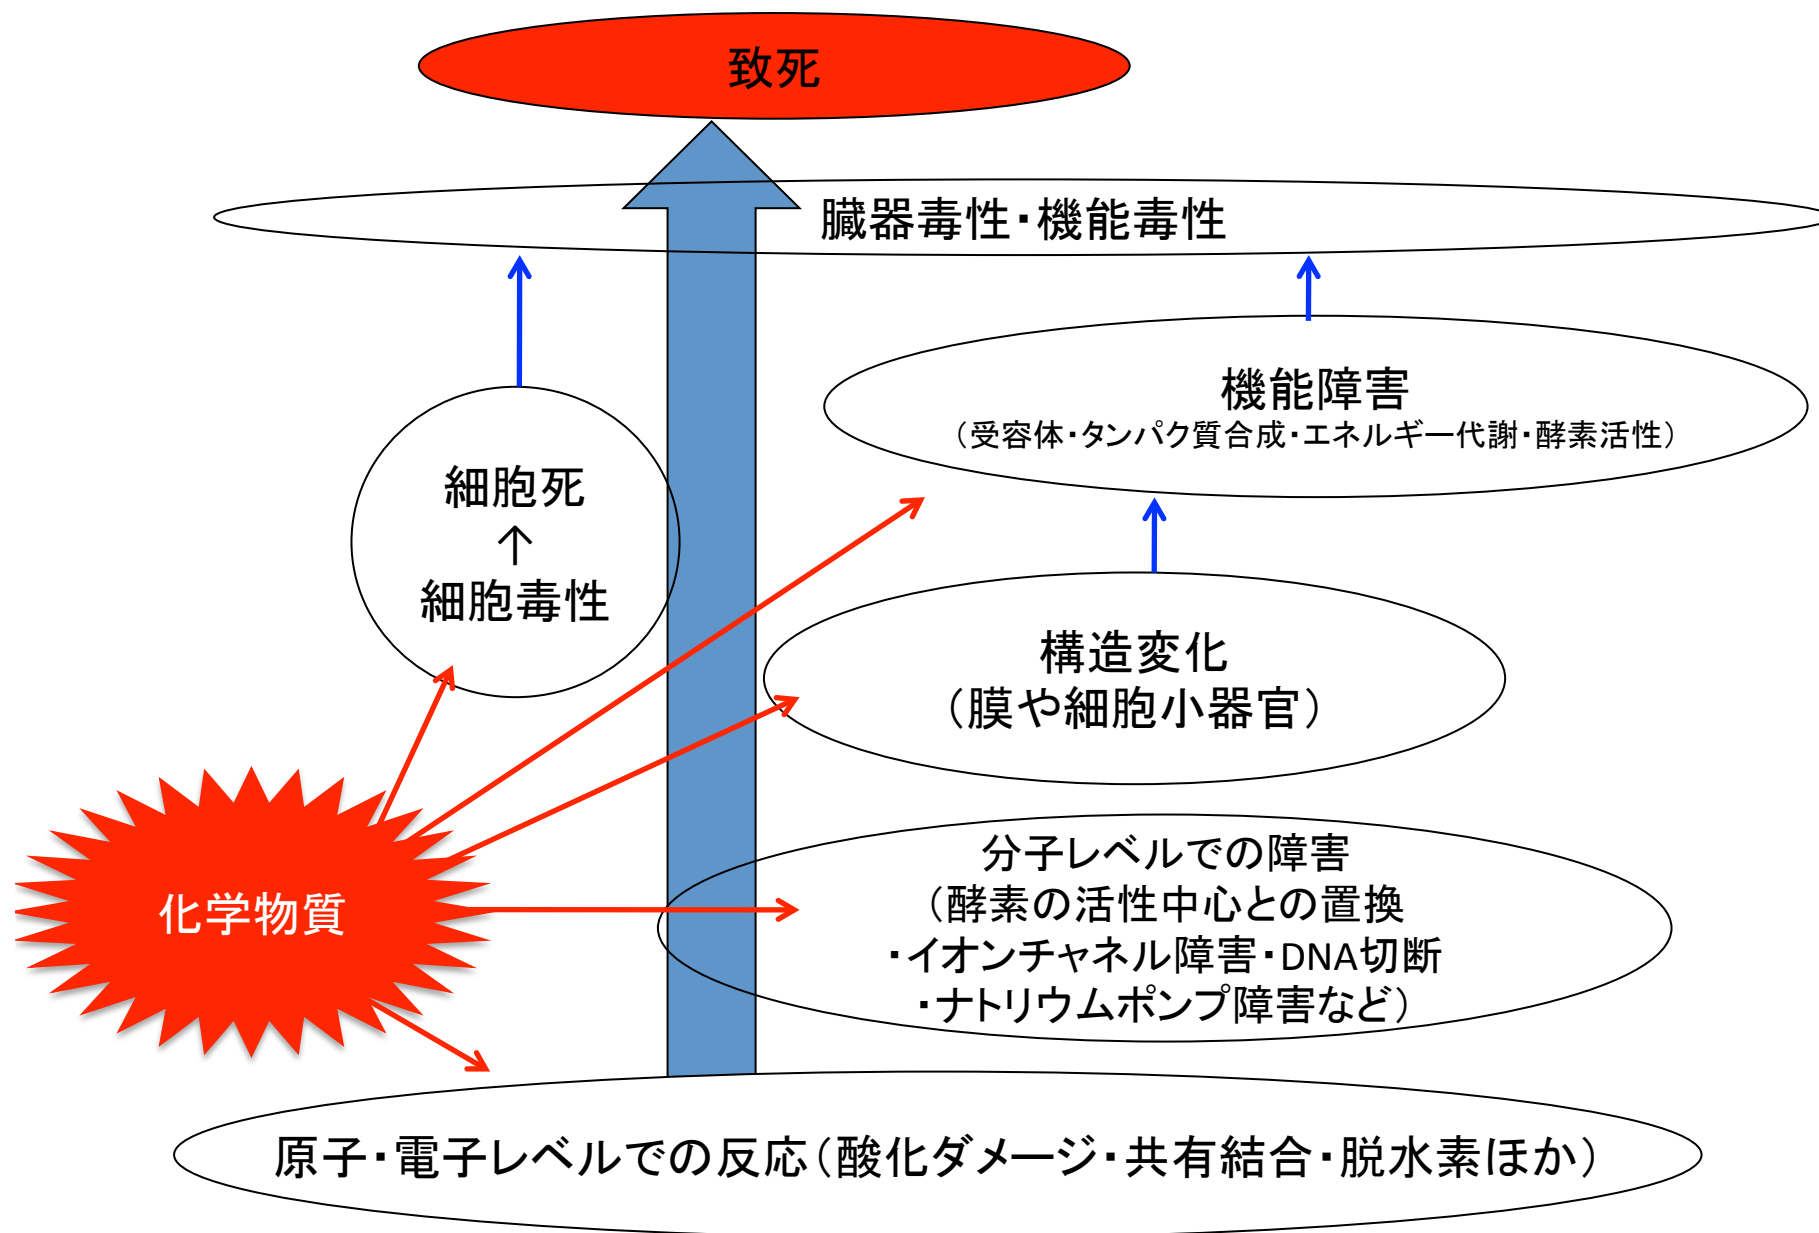 致死
臓器毒性・機能毒性
機能障害
（受容体・タンパク質合成・エネルギー代謝・酵素活性）
細胞死
↑
細胞毒性
構造変化
（膜や細胞小器官）
分子レベルでの障害
（酵素の活性中心との置換
・イオンチャネル障害・DNA切断
・ナトリウムポンプ障害など）
化学物質
原子・電子レベルでの反応（酸化ダメージ・共有結合・脱水素ほか）